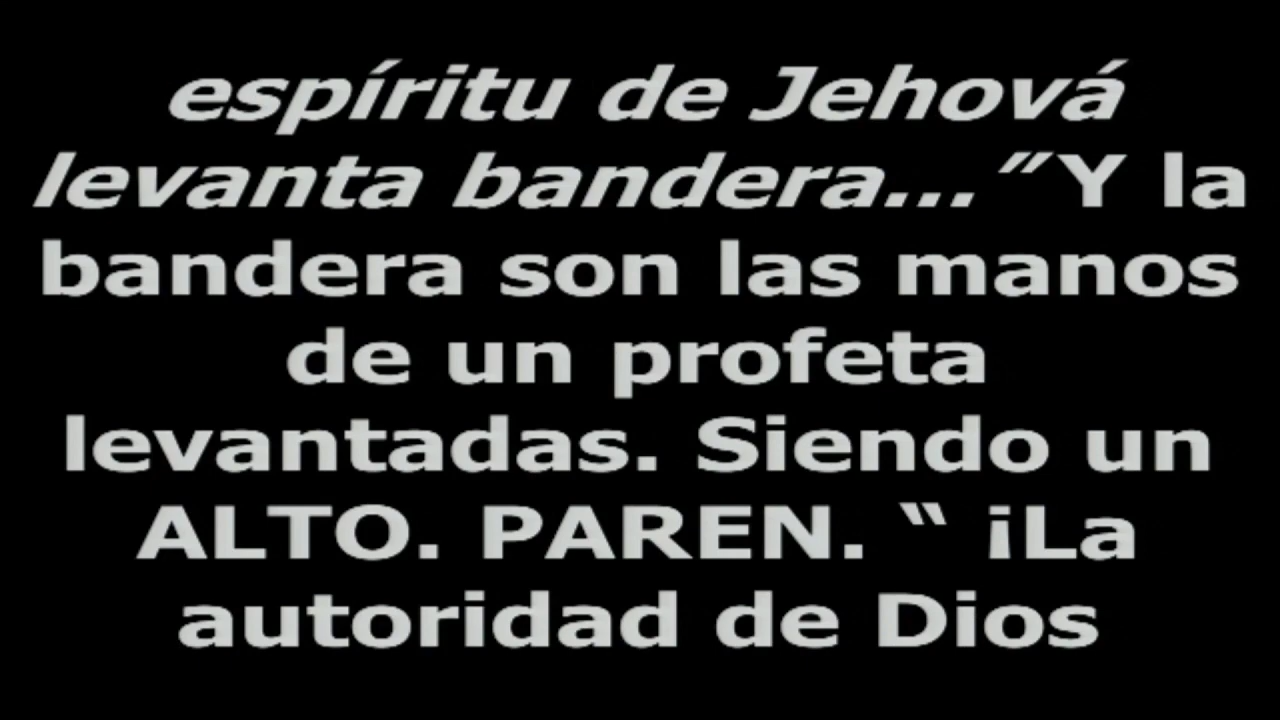 espíritu de Jehová
levanta bandera...”Y la
bandera son las manos
de un profeta
levantadas. Siendo un
ALTO. PAREN. “ ¡La
autoridad de Dios